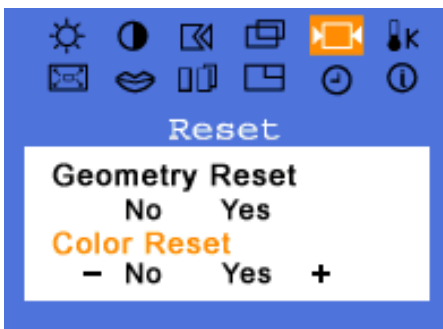 K
Reset
Geometry Reset
No Yes
Color Reset
- No Yes +